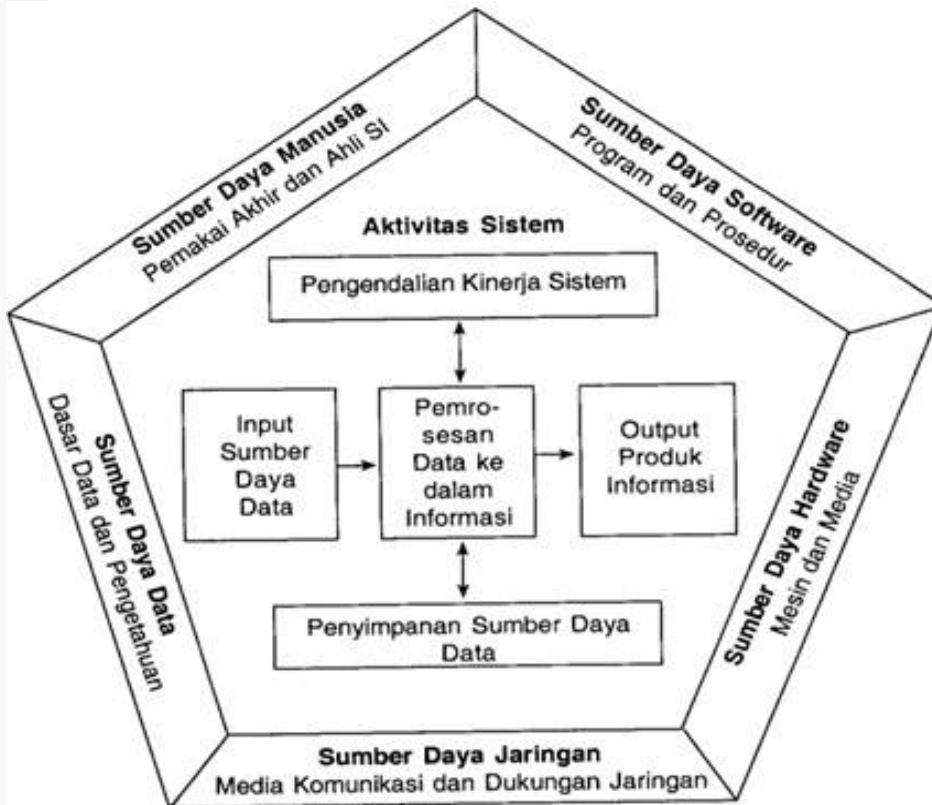 Sumber Daya Manusia
Pemakai Akhir dan Ahli SI
Sumber Daya Software
Program dan Prosedur
Aktivitas Sistem
Pengendalian Kinerja Sistem
Input
Sumber
Daya
Data
Pemro-
sesan
Data ke
dalam
Informasi
Output
Produk
Informasi
Penyimpanan Sumber Daya
Data
Sumber Daya Data
Dasar Data dan Pengetahuan
Sumber Daya Hardware
Mesin dan Media
Sumber Daya Jaringan
Media Komunikasi dan Dukungan Jaringan